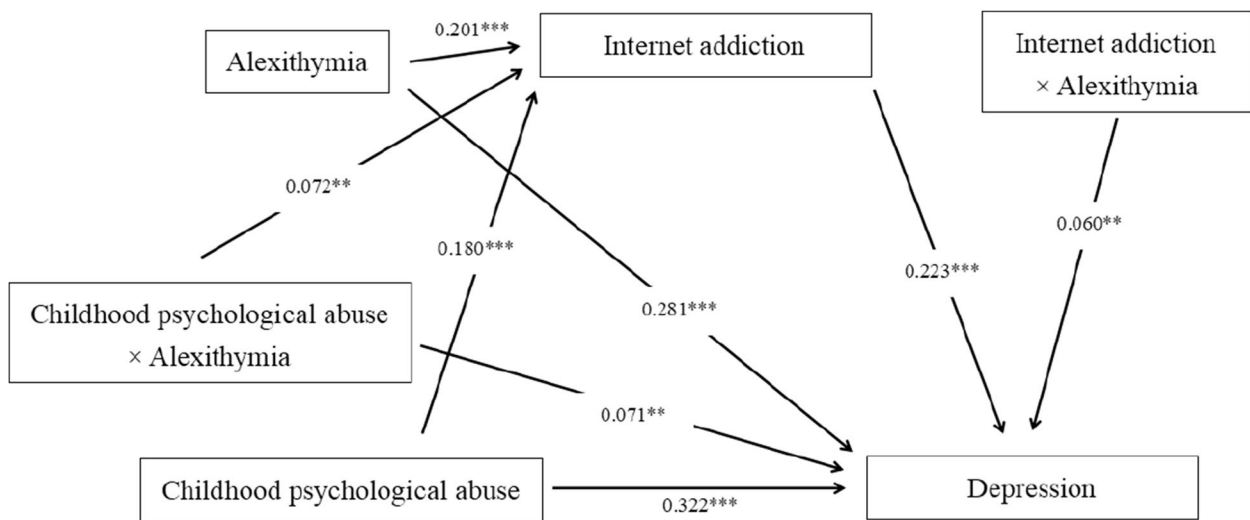 0.201***
Alexithymia
Internet addiction
Internet addiction
× Alexithymia
0.072**
0.180***
0.060**
0.223***
Childhood psychological abuse
× Alexithymia
0.281***
0.071**
Childhood psychological abuse
0.322***
Depression